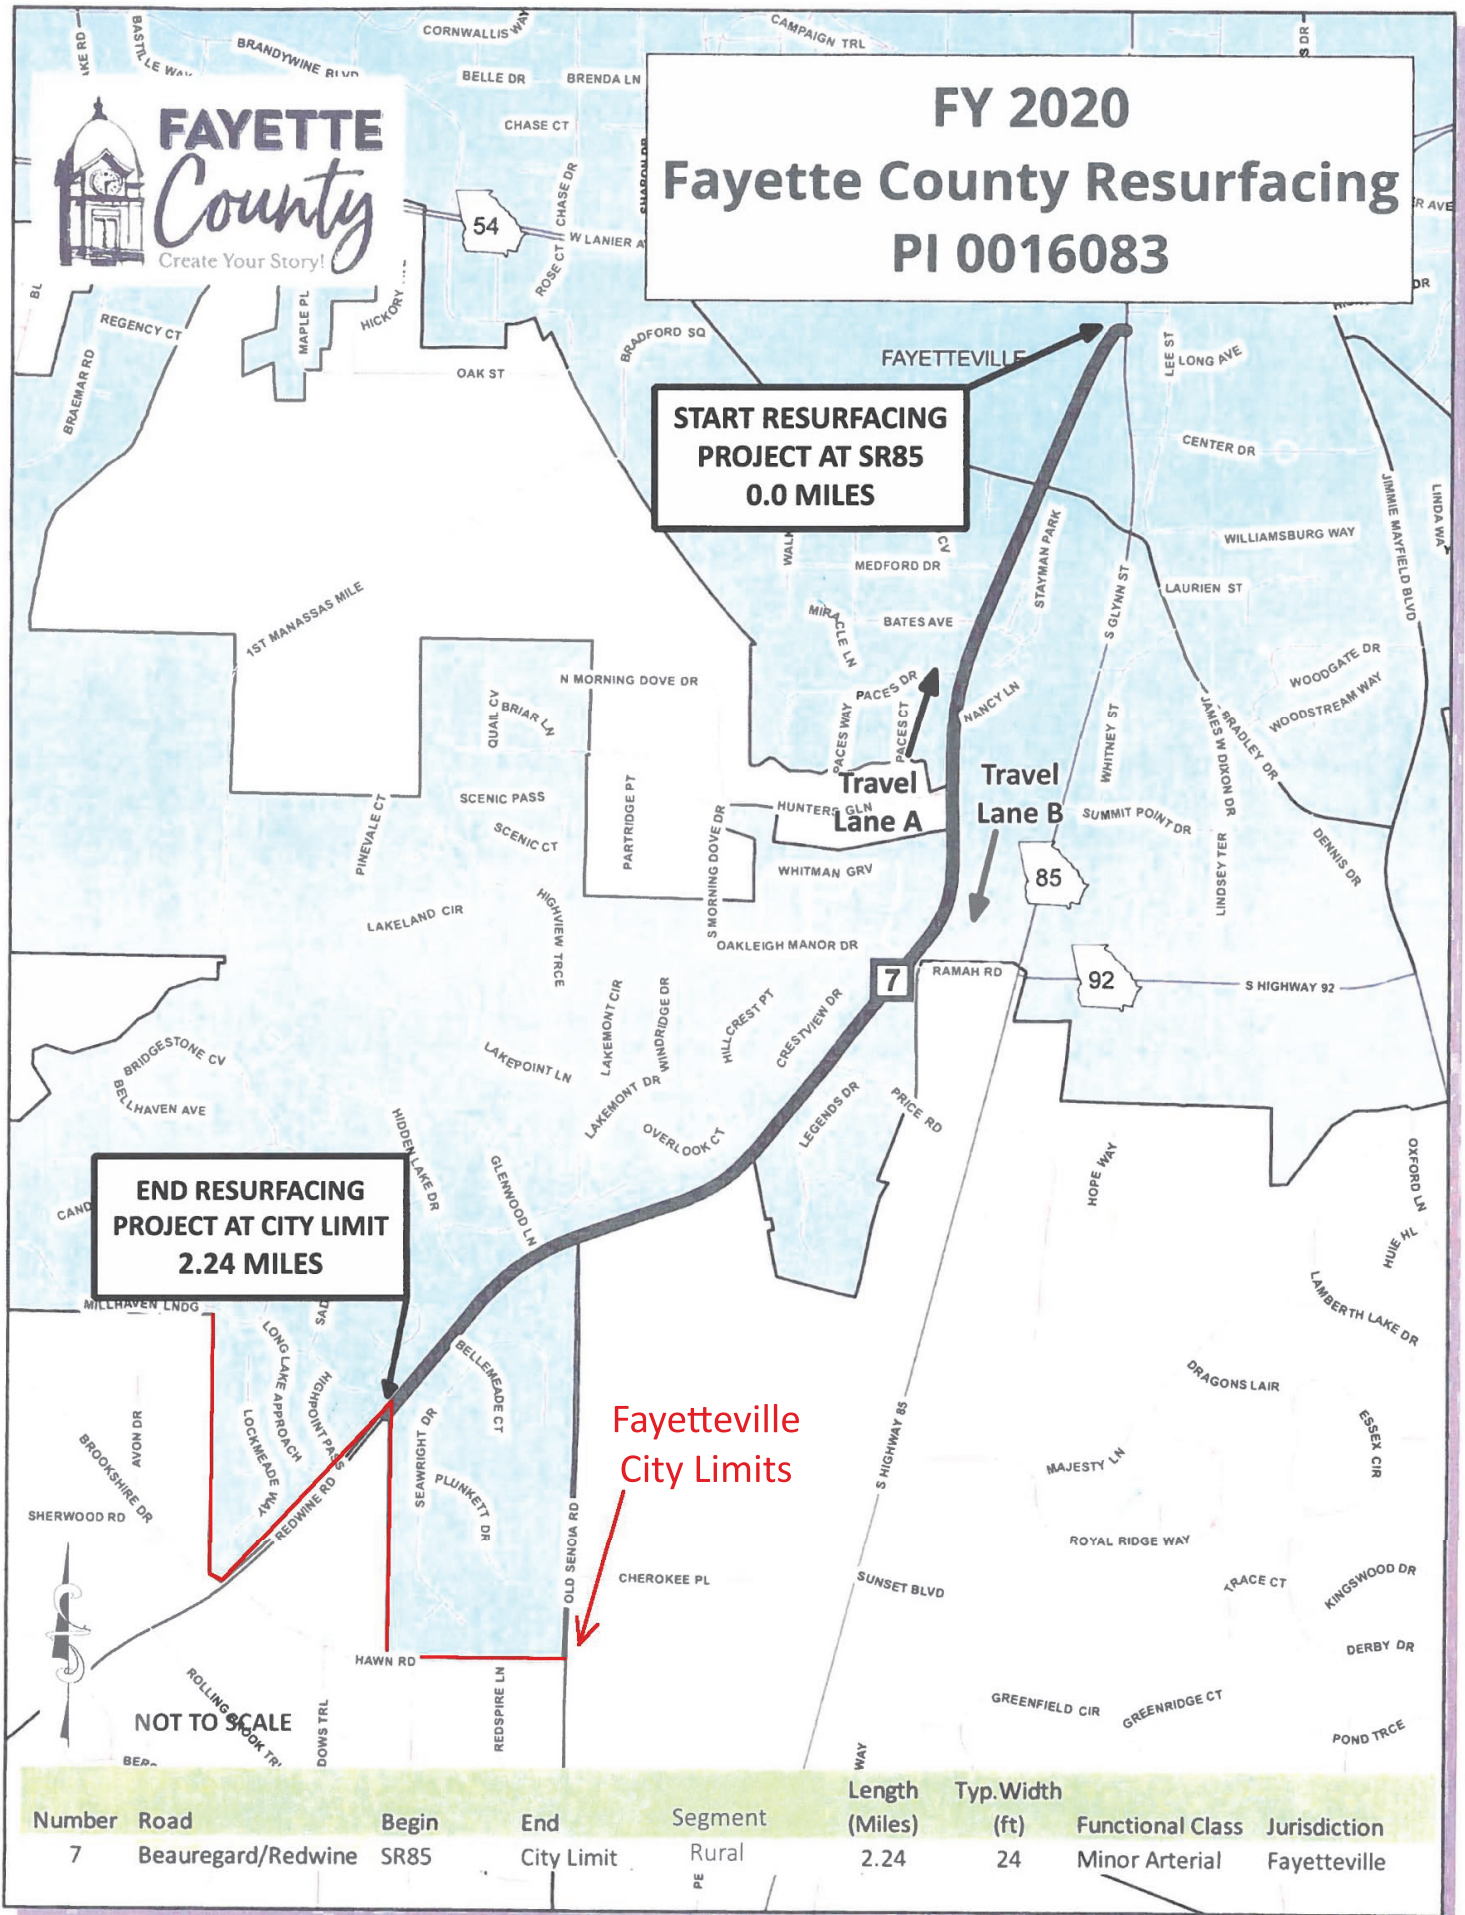 BASTILLE WAY
BRANDYWINE BLVD
CORNWALLIS WAY
CAMPAIGN TRL
BELLE DR
BRENDA LN
CHASE CT
CHASE DR
ROSE CT
54
W LANIER A
FAYETTE
County
Create Your Story!
FY 2020
Fayette County Resurfacing
PI 0016083
R AVE
DR
BL
REGENCY CT
BRAEMAR RD
MAPLE PL
HICKORY
OAK ST
BRADFORD SQ
FAYETTEVILLE
LEE ST
LONG AVE
START RESURFACING
PROJECT AT SR85
0.0 MILES
CENTER DR
JIMMIE MAYFIELD BLVD
LINDA WAY
WILLIAMSBURG WAY
STAYMAN PARK
S GLYNN ST
LAURIEN ST
CV
MEDFORD DR
MIRACLE LN
BATES AVE
1ST MANASSAS MILE
N MORNING DOVE DR
QUAIL CV
BRIAR LN
PACES DR
PACES WAY
PACES CT
NANCY LN
WHITNEY ST
JAMES W DIXON DR
BRADLEY DR
WOODGATE DR
WOODSTREAM WAY
Travel
Lane A
Travel
Lane B
SCENIC PASS
SCENIC CT
PINEVALE CT
PARTRIDGE PT
S MORNING DOVE DR
HUNTERS GLN
WHITMAN GRV
SUMMIT POINT DR
LINDSEY TER
DENNIS DR
85
LAKELAND CIR
HIGHVIEW TRCE
OAKLEIGH MANOR DR
7
RAMAH RD
92
S HIGHWAY 92
BRIDGESTONE CV
BELLHAVEN AVE
LAKEPOINT LN
LAKEMONT CIR
WINDRIDGE DR
HILLCREST PT
CRESTVIEW DR
LAKEMONT DR
OVERLOOK CT
LEGENDS DR
PRICE RD
HIDDEN LAKE DR
GLENWOOD LN
HOPE WAY
OXFORD LN
HUIE HL
LAMBERTH LAKE DR
CAND
END RESURFACING
PROJECT AT CITY LIMIT
2.24 MILES
MILLHAVEN LNDG
SAD
LONG LAKE APPROACH
HIGHPOINT PASS
LOCKMEADE WAY
BELLEMEADE CT
SEAWRIGHT DR
PLUNKETT DR
AVON DR
BROOKSHIRE DR
SHERWOOD RD
REDWINE RD
Fayetteville
City Limits
OLD SENOIA RD
S HIGHWAY 85
DRAGONS LAIR
ESSEX CIR
MAJESTY LN
ROYAL RIDGE WAY
CHEROKEE PL
SUNSET BLVD
TRACE CT
KINGSWOOD DR
DERBY DR
HAWN RD
REDSPIRE LN
ROLLING BROOK TRL
DOWS TRL
GREENFIELD CIR
GREENRIDGE CT
POND TRCE
NOT TO SCALE
WAY
Number Road Begin End Segment Length (Miles) Typ.Width (ft) Functional Class Jurisdiction
7 Beauregard/Redwine SR85 City Limit Rural 2.24 24 Minor Arterial Fayetteville
PE